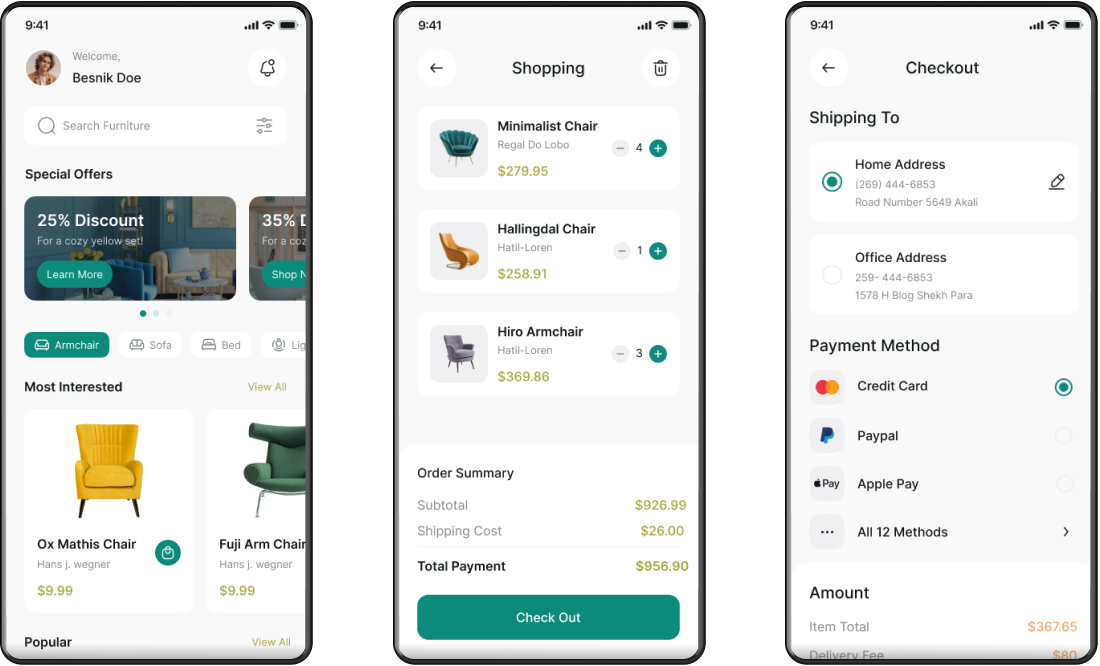 9:41
Welcome,
Besnik Doe
Search Furniture
Special Offers
25% Discount
For a cozy yellow set!
Learn More
35% D
For a coz
Shop N
Armchair
Sofa
Bed
Lig
Most Interested
View All
Ox Mathis Chair
Hans j. wegner
$9.99
Fuji Arm Chair
Hans j. wegner
$9.99
Popular
View All
9:41
Shopping
Minimalist Chair
Regal Do Lobo
$279.95
4
Hallingdal Chair
Hatil-Loren
$258.91
1
Hiro Armchair
Hatil-Loren
$369.86
3
Order Summary
Subtotal
$926.99
Shipping Cost
$26.00
Total Payment
$956.90
Check Out
9:41
Checkout
Shipping To
Home Address
(269) 444-6853
Road Number 5649 Akali
Office Address
259- 444-6853
1578 H Blog Shekh Para
Payment Method
Credit Card
Paypal
Pay
Apple Pay
All 12 Methods
Amount
Item Total
$367.65
Delivery Fee
$80